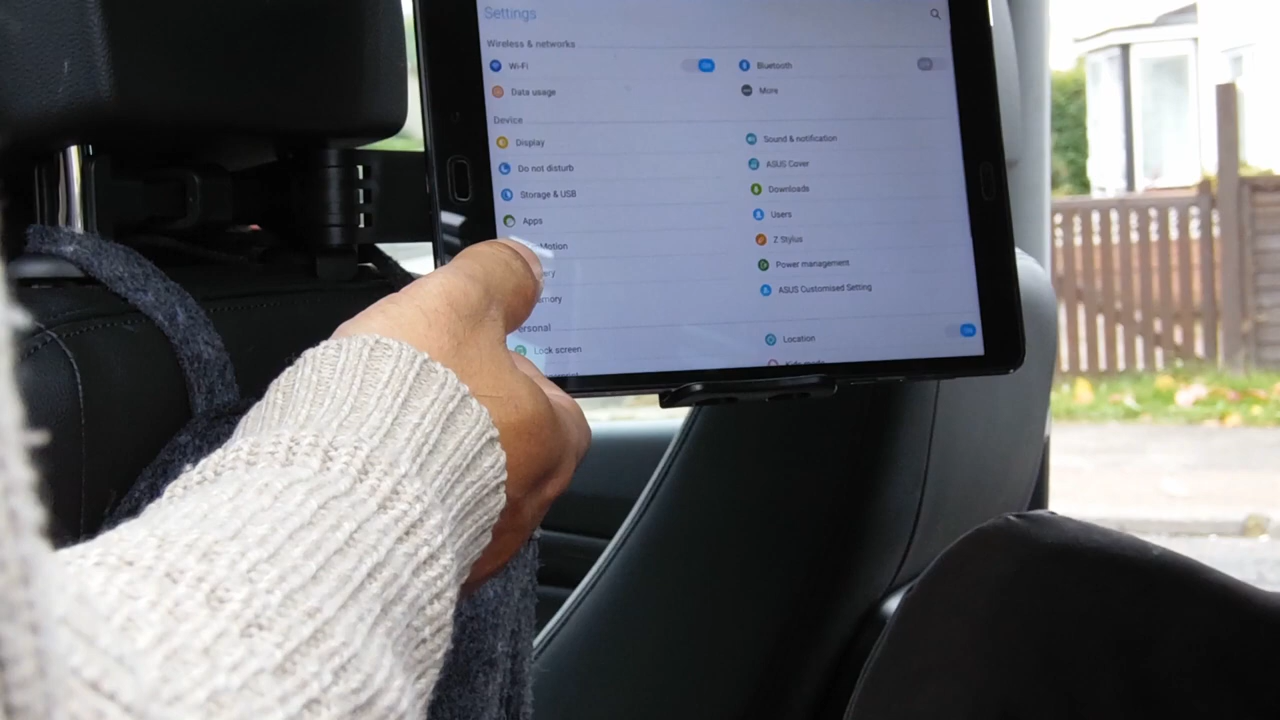 Settings
Wireless & networks
Wi-Fi
Bluetooth
Data usage
More
Device
Display
Sound & notification
Do not disturb
ASUS Cover
Storage & USB
Downloads
Apps
Users
Motion
Z Stylus
Power management
ASUS Customised Setting
ersonal
Location
Lock screen